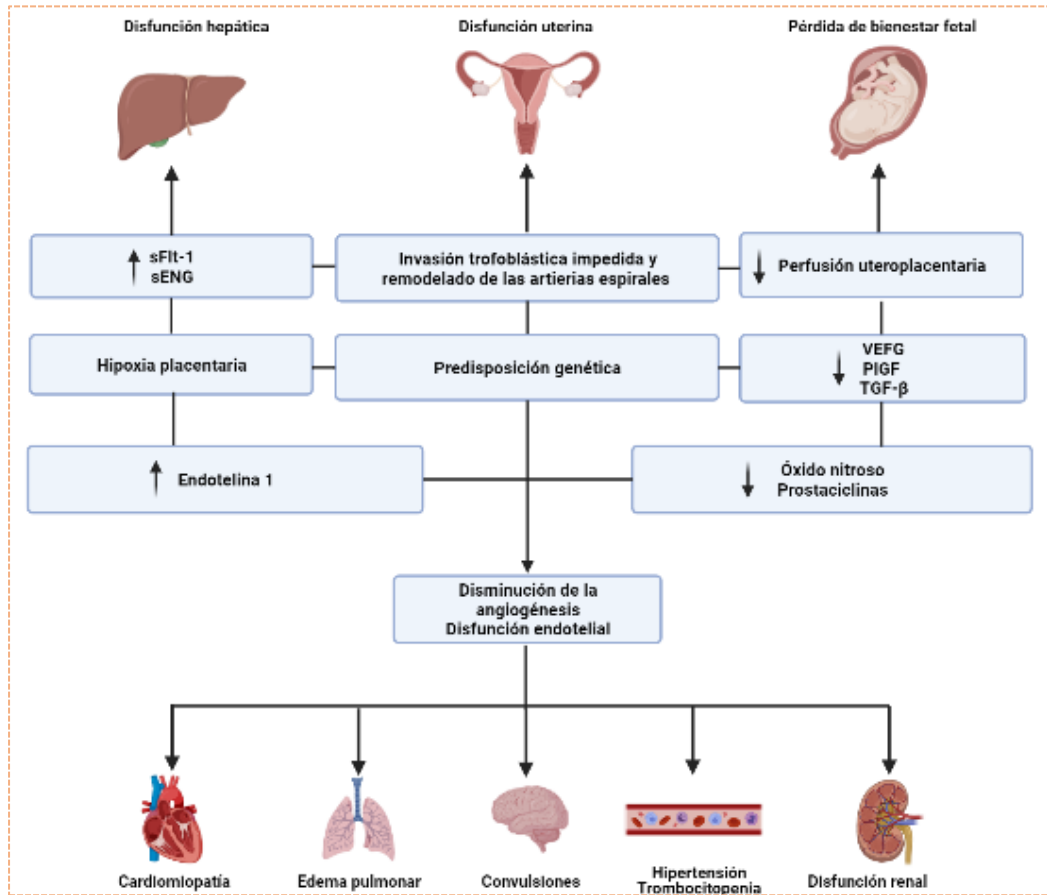 Disfunción hepática
Disfunción uterina
Pérdida de bienestar fetal
sFlt-1
sENG
Invasión trofoblástica impedida y
remodelado de las artierias espirales
Perfusión uteroplacentaria
Hipoxia placentaria
Predisposición genética
VEFG
PIGF
TGF-β
Endotelina 1
Óxido nitroso
Prostaciclinas
Disminución de la
angiogénesis
Disfunción endotelial
Cardiomiopatía
Edema pulmonar
Convulsiones
Hipertensión
Trombocitopenia
Disfunción renal